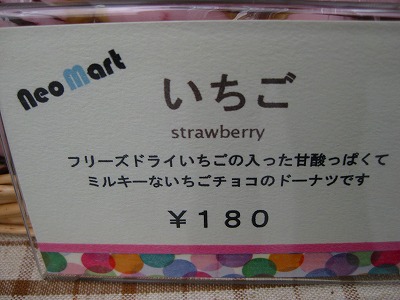 Neo Mart
いちご
strawberry
フリーズドライいちごの入った甘酸っぱくて
ミルキーないちごチョコのドーナツです
￥180